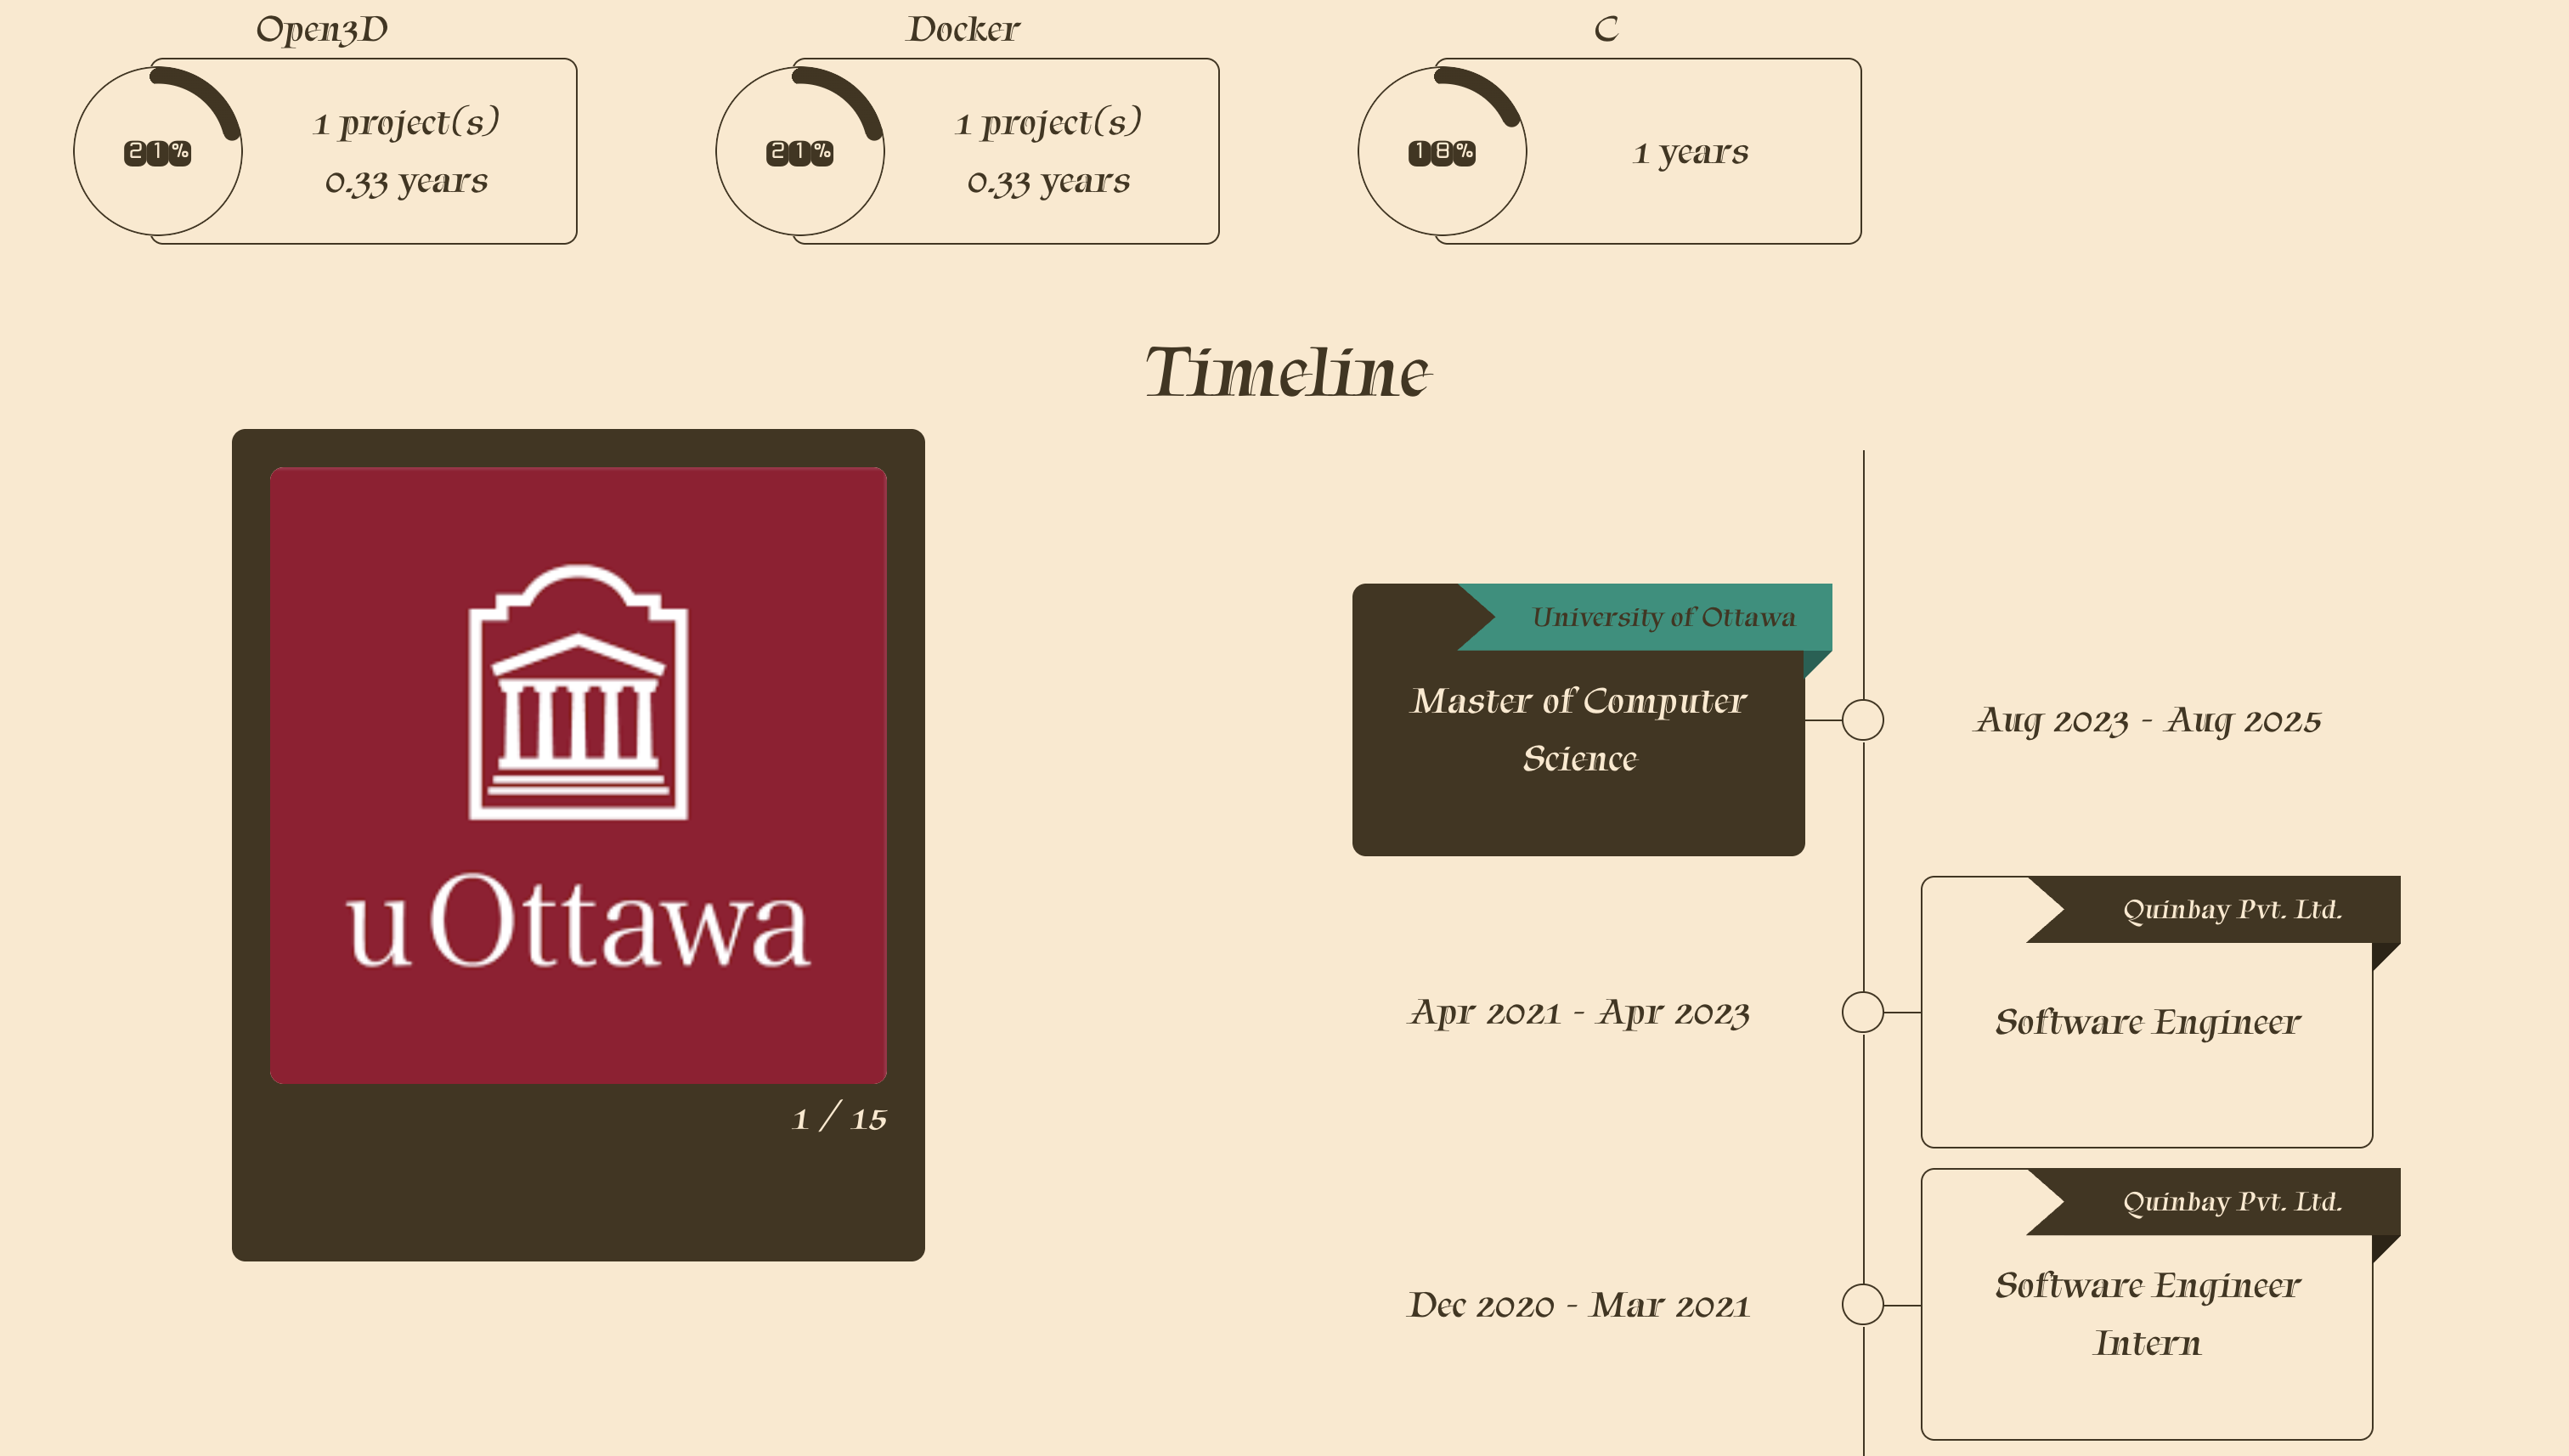 Open3D
21%
1 project(s)
0.33 years
Docker
21%
1 project(s)
0.33 years
C
18%
1 years
Timeline
uOttawa
1 / 15
University of Ottawa
Master of Computer
Science
Aug 2023 - Aug 2025
Quinbay Pvt. Ltd.
Software Engineer
Apr 2021 - Apr 2023
Quinbay Pvt. Ltd.
Software Engineer
Intern
Dec 2020 - Mar 2021